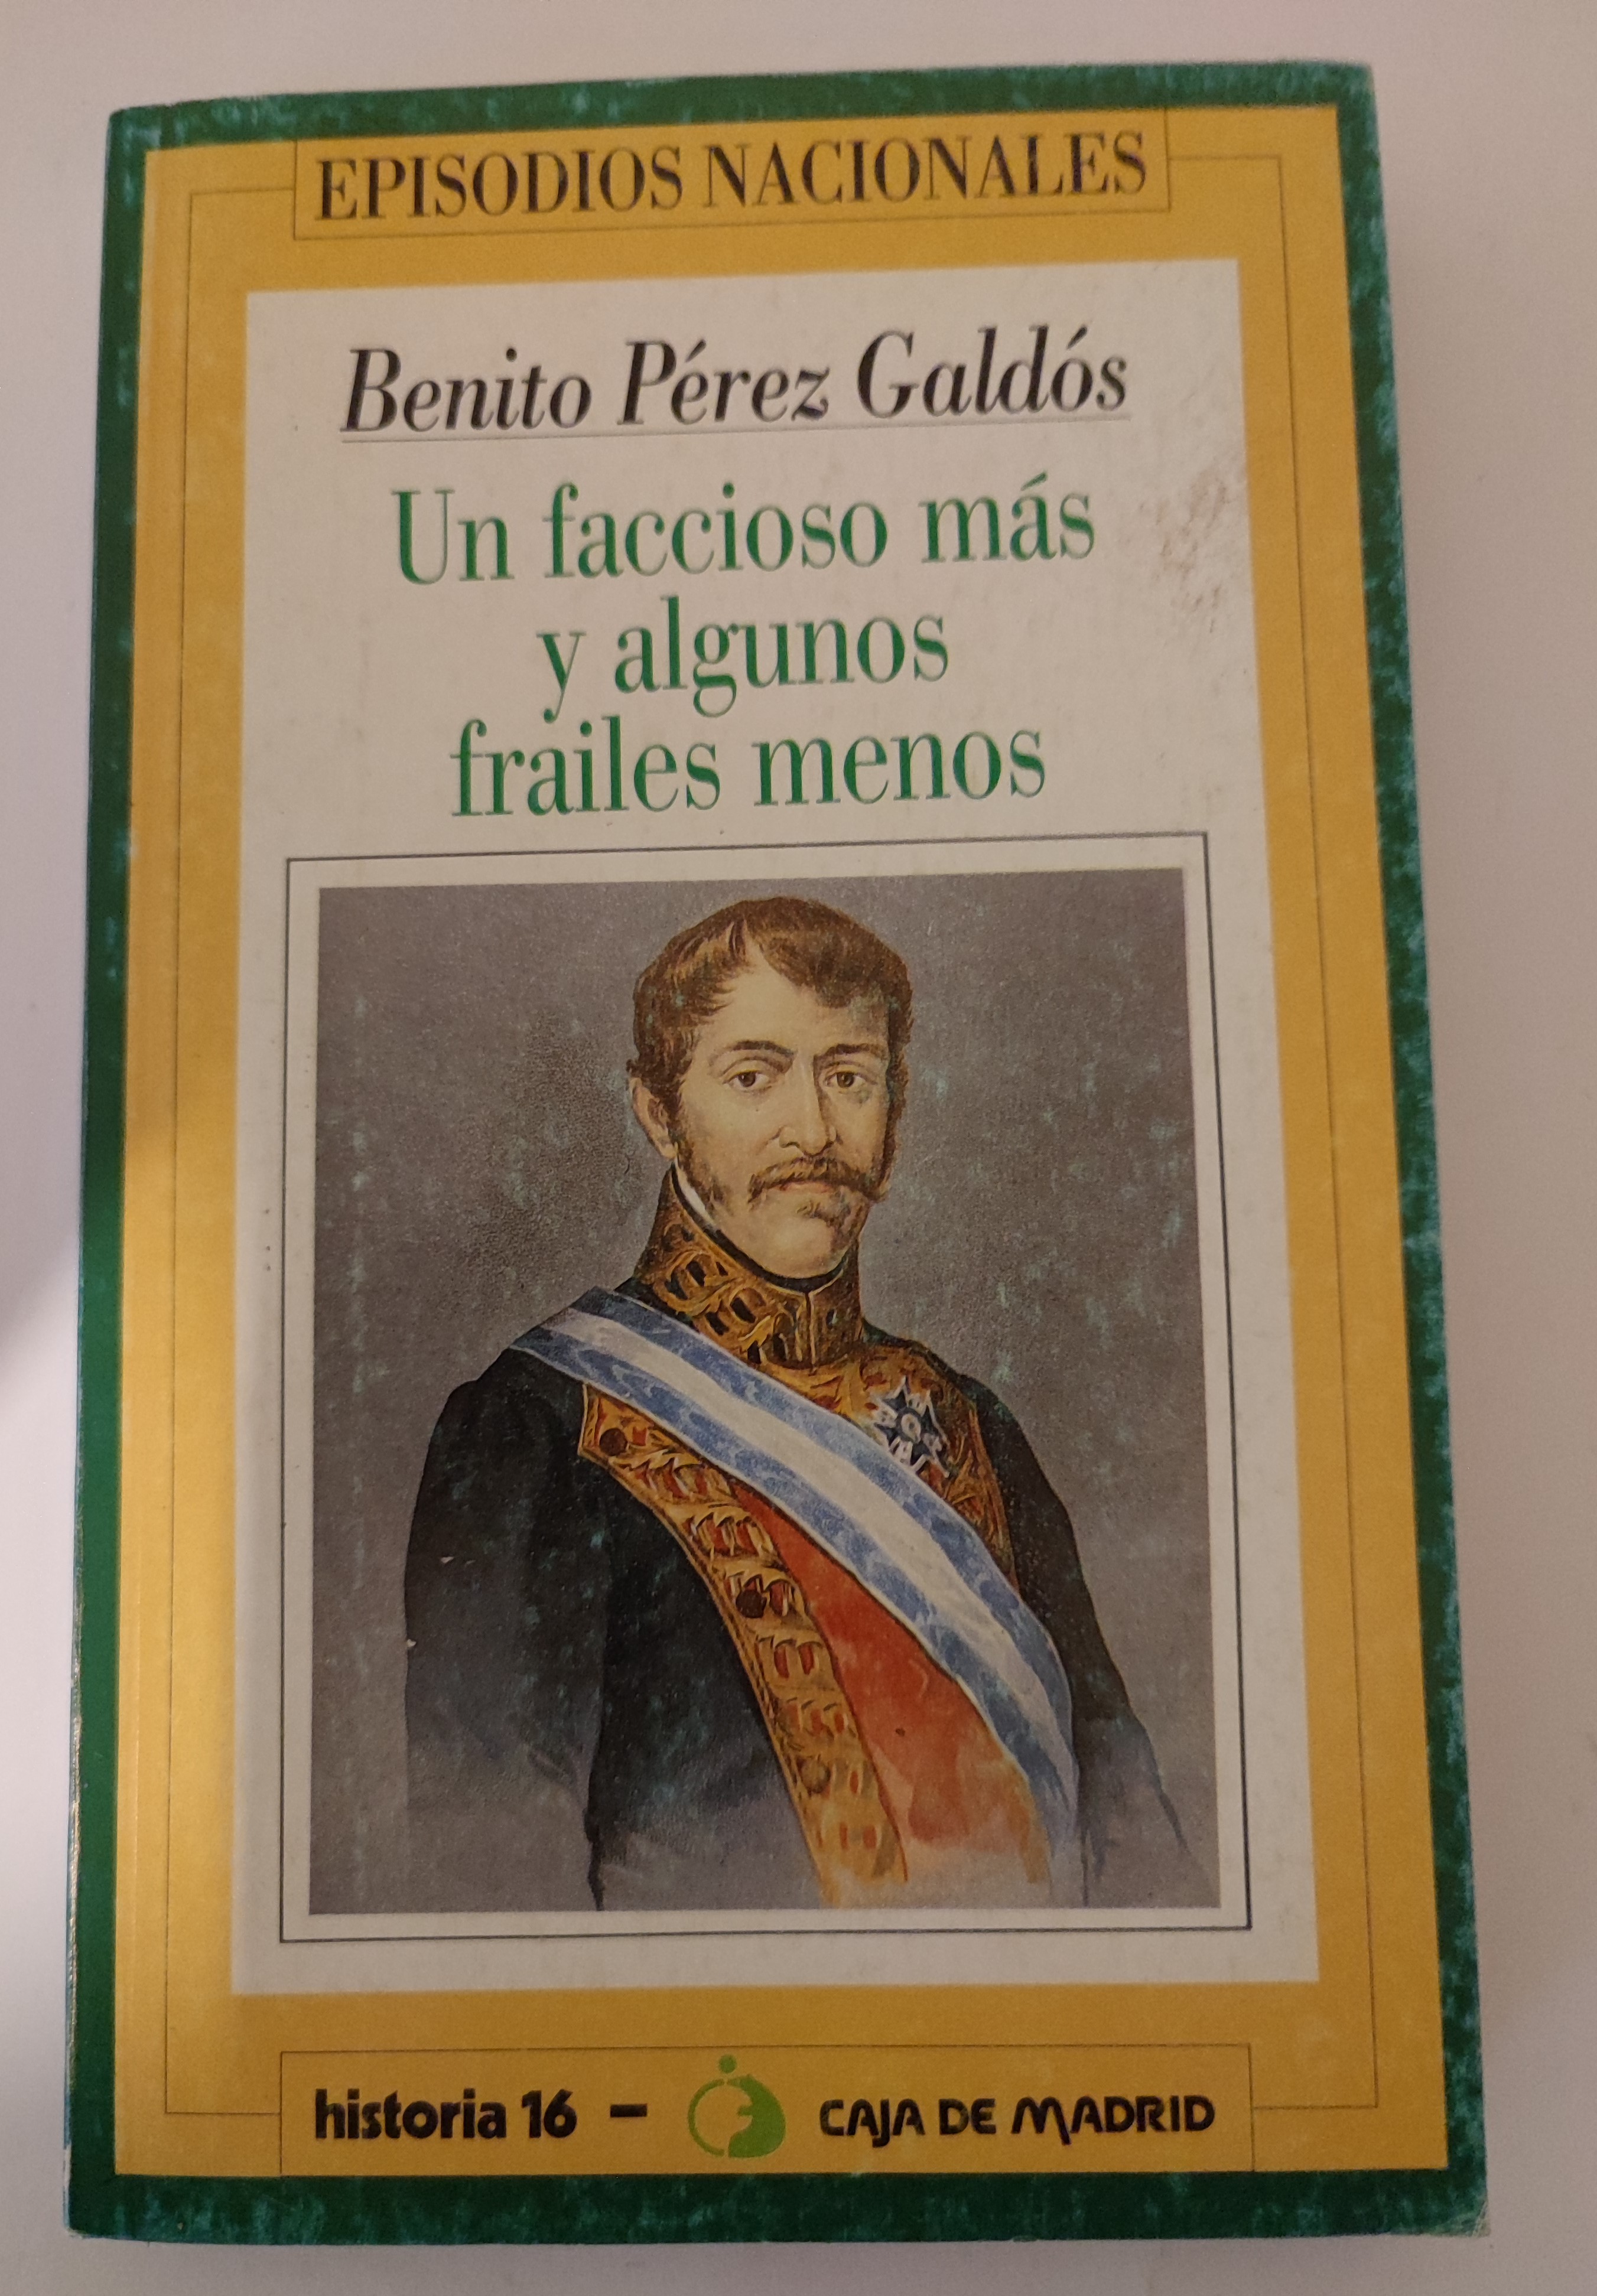 EPISODIOS NACIONALES
Benito Pérez Galdós
Un faccioso más
y algunos
frailes menos
historia 16 – CAJA DE MADRID